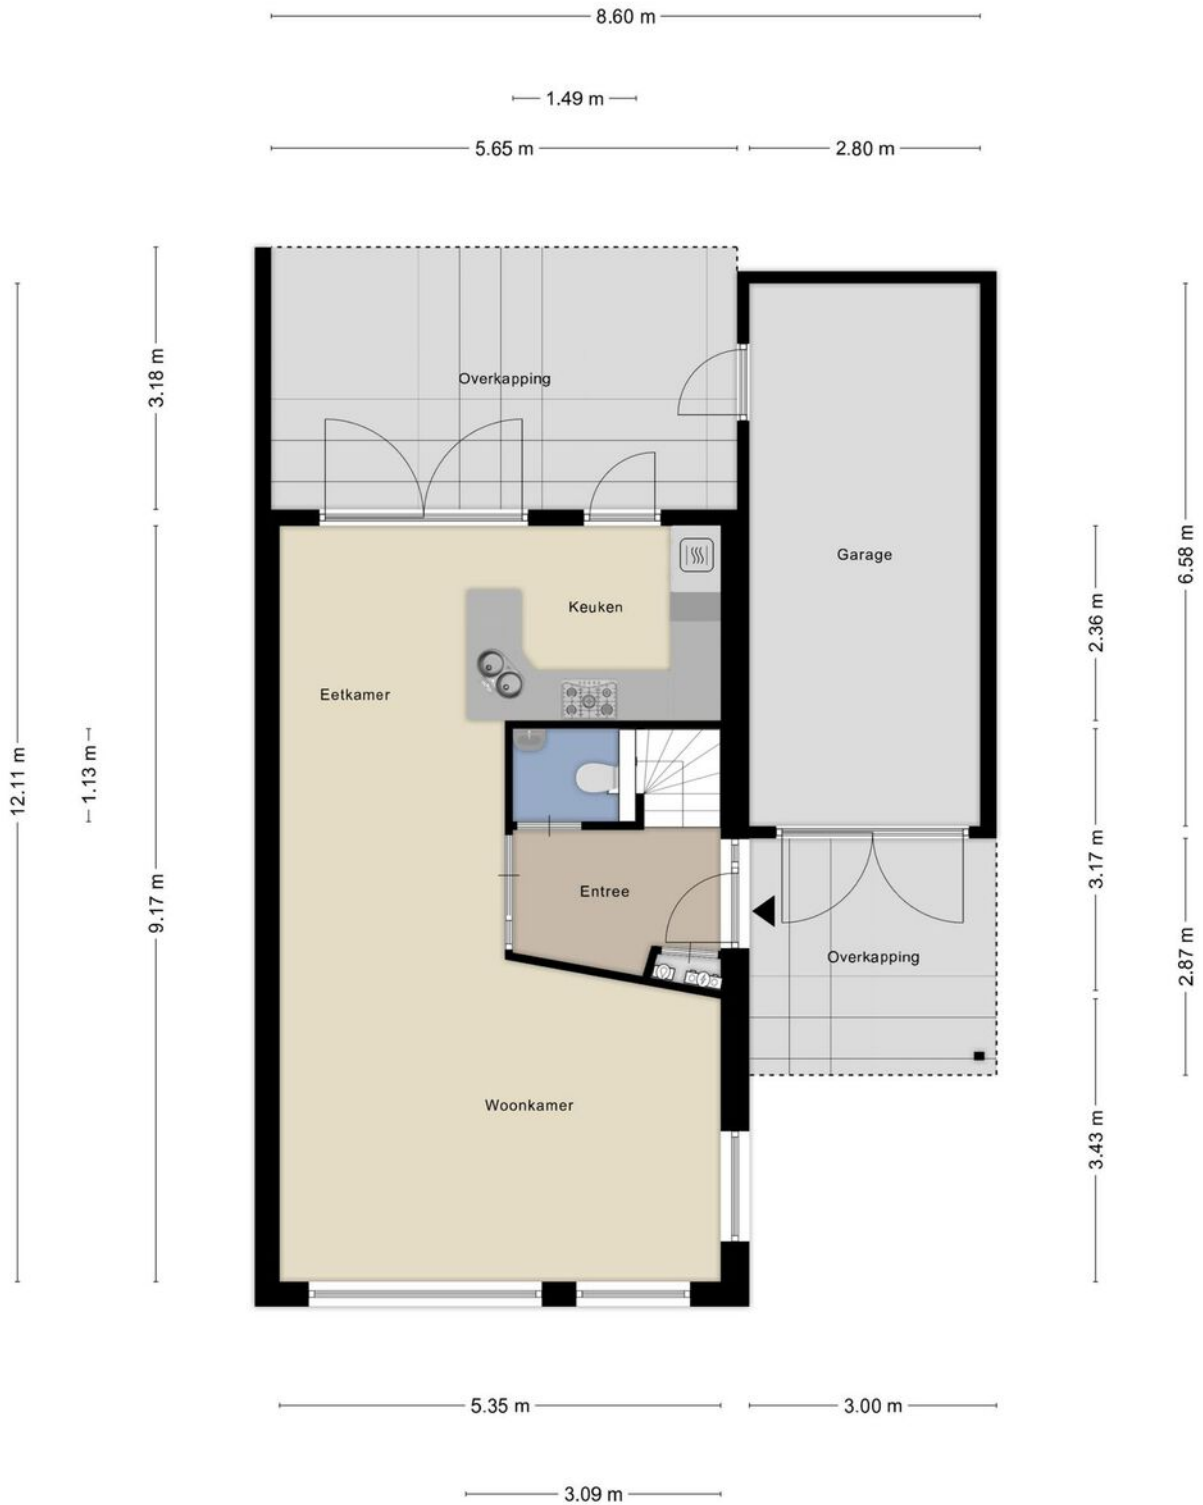 8.60 m
1.49 m
5.65 m
2.80 m
3.18 m
Overkapping
Garage
6.58 m
Keuken
2.36 m
Eetkamer
12.11 m
1.13 m
9.17 m
Entree
3.17 m
Overkapping
2.87 m
Woonkamer
3.43 m
5.35 m
3.00 m
3.09 m